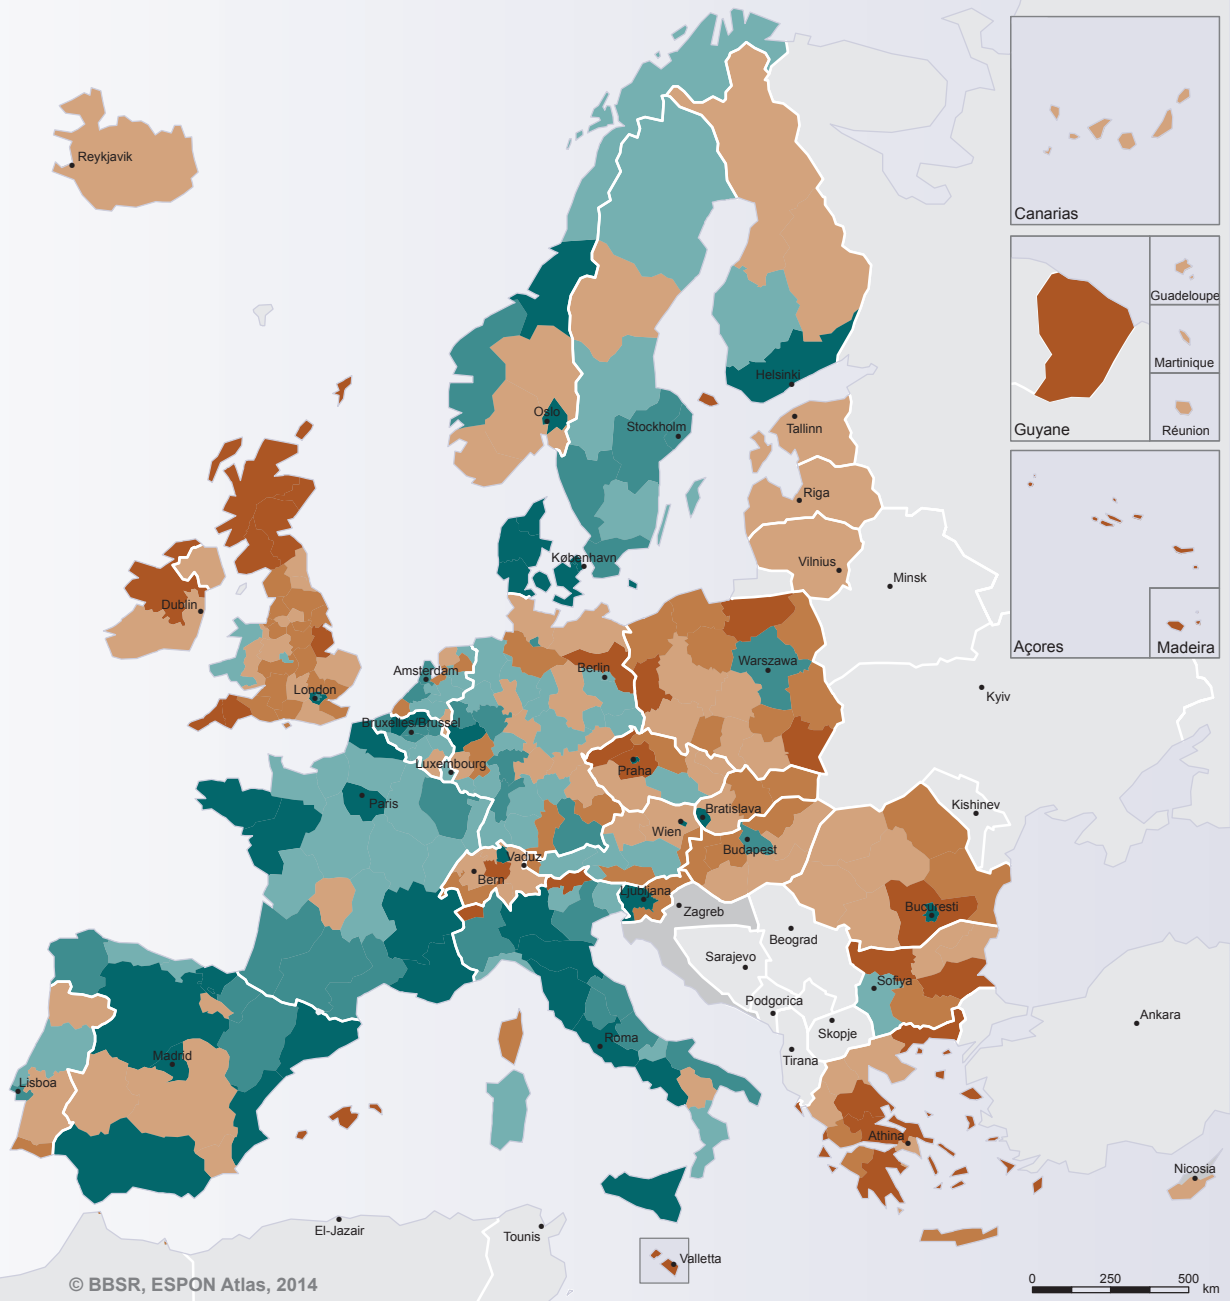 Canarias
Reykjavik
Guadeloupe
Martinique
Guyane
Réunion
Helsinki
Oslo
Stockholm
Tallinn
Riga
Açores
Madeira
København
Vilnius
Minsk
Dublin
Amsterdam
Berlin
Warszawa
London
Kyiv
Bruxelles/Brussel
Luxembourg
Praha
Paris
Bratislava
Kishinev
Wien
Budapest
Vaduz
Bern
Ljubljana
Zagreb
Bucuresti
Beograd
Sarajevo
Sofiya
Podgorica
Ankara
Skopje
Roma
Madrid
Tirana
Lisboa
Athina
Nicosia
El-Jazair
Tounis
Valletta
© BBSR, ESPON Atlas, 2014
0 250 500
km